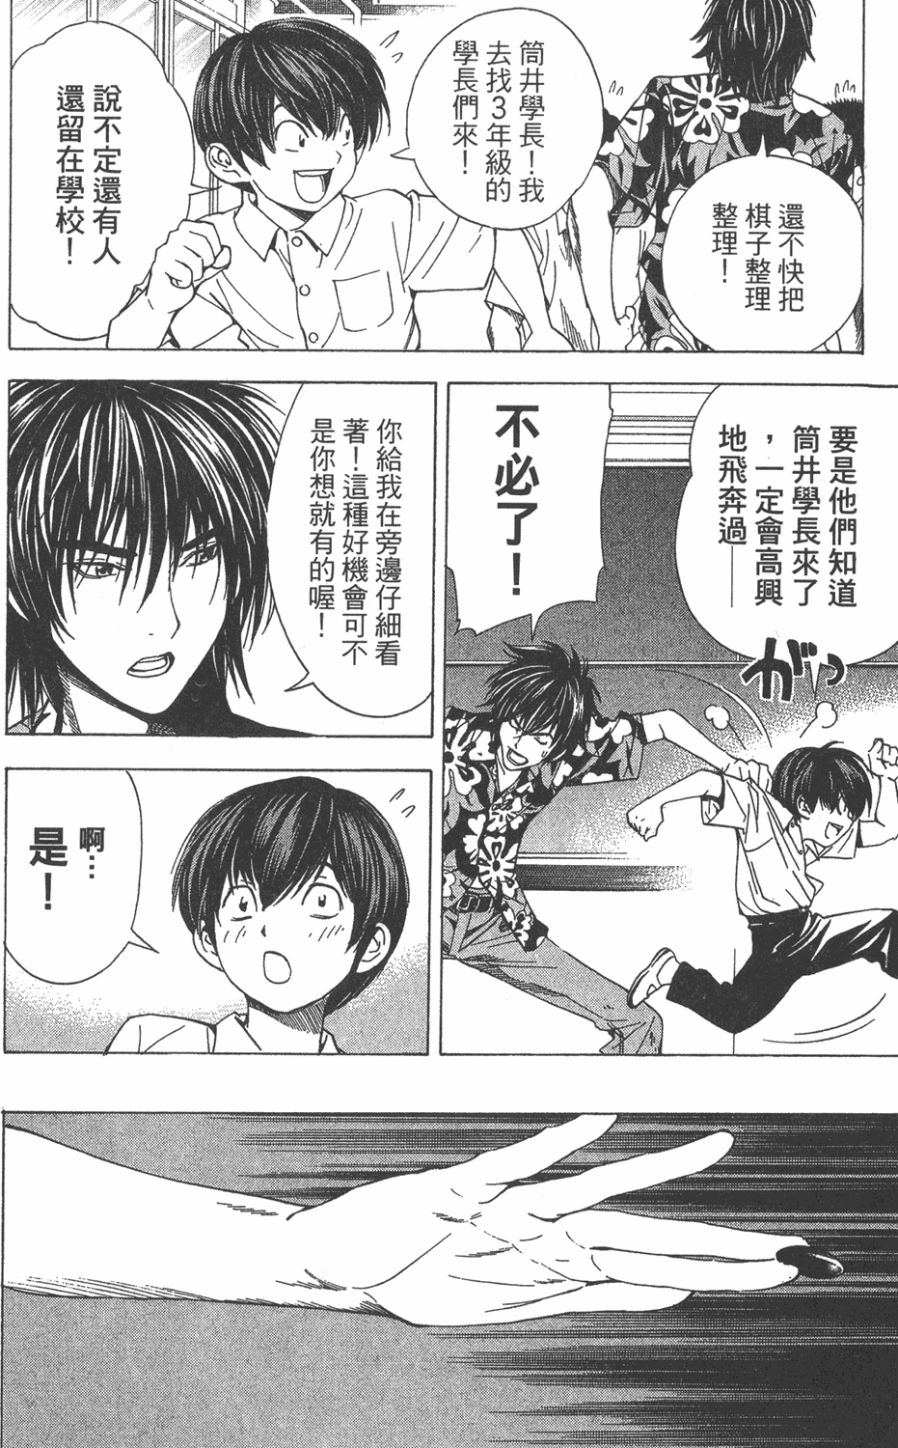 還不快把
棋子整理
整理！
筒井學長！我
去找3年級的
學長們來！
說不定還有人
還留在學校！
要是他們知道
筒井學長來了
，一定會高興
地飛奔過──
がっ
不必了！
你給我在旁邊仔細看
著！這種好機會可不
是你想就有的喔！
啊…
是！